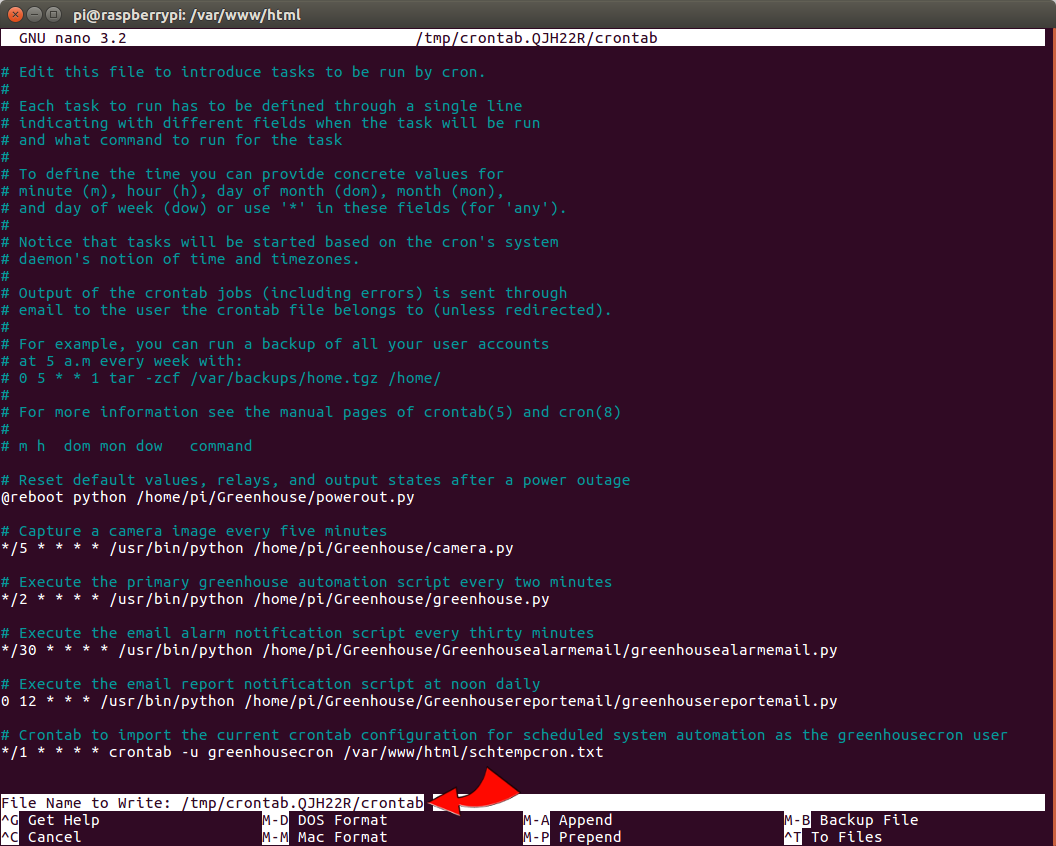 pi@raspberrypi: /var/www/html
GNU nano 3.2 /tmp/crontab.QJH22R/crontab
# Edit this file to introduce tasks to be run by cron.
#
# Each task to run has to be defined through a single line
# indicating with different fields when the task will be run
# and what command to run for the task
#
# To define the time you can provide concrete values for
# minute (m), hour (h), day of month (dom), month (mon),
# and day of week (dow) or use '*' in these fields (for 'any').
#
# Notice that tasks will be started based on the cron's system
# daemon's notion of time and timezones.
#
# Output of the crontab jobs (including errors) is sent through
# email to the user the crontab file belongs to (unless redirected).
#
# For example, you can run a backup of all your user accounts
# at 5 a.m every week with:
# 0 5 * * 1 tar -zcf /var/backups/home.tgz /home/
#
# For more information see the manual pages of crontab(5) and cron(8)
#
# m h  dom mon dow   command
# Reset default values, relays, and output states after a power outage
@reboot python /home/pi/Greenhouse/powerout.py
# Capture a camera image every five minutes
*/5 * * * * /usr/bin/python /home/pi/Greenhouse/camera.py
# Execute the primary greenhouse automation script every two minutes
*/2 * * * * /usr/bin/python /home/pi/Greenhouse/greenhouse.py
# Execute the email alarm notification script every thirty minutes
*/30 * * * * /usr/bin/python /home/pi/Greenhouse/Greenhousealarmemail/greenhousealarmemail.py
# Execute the email report notification script at noon daily
0 12 * * * /usr/bin/python /home/pi/Greenhouse/Greenhousereportemail/greenhousereportemail.py
# Crontab to import the current crontab configuration for scheduled system automation as the greenhousecron user
*/1 * * * * crontab -u greenhousecron /var/www/html/schtempcron.txt
File Name to Write: /tmp/crontab.QJH22R/crontab
^G Get Help M-D DOS Format M-A Append M-B Backup File
^C Cancel M-M Mac Format M-P Prepend ^T To Files